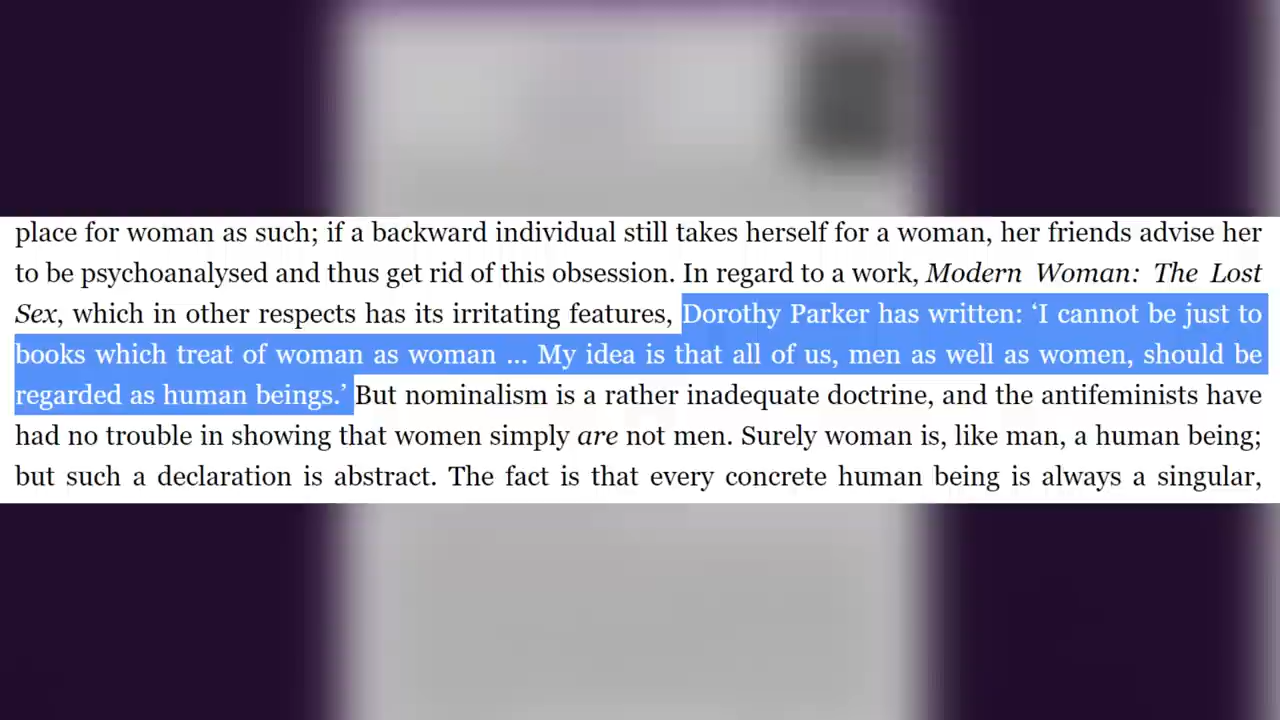 place for woman as such; if a backward individual still takes herself for a woman, her friends advise her
to be psychoanalysed and thus get rid of this obsession. In regard to a work, Modern Woman: The Lost
Sex, which in other respects has its irritating features, Dorothy Parker has written: ‘I cannot be just to
books which treat of woman as woman ... My idea is that all of us, men as well as women, should be
regarded as human beings.’ But nominalism is a rather inadequate doctrine, and the antifeminists have
had no trouble in showing that women simply are not men. Surely woman is, like man, a human being;
but such a declaration is abstract. The fact is that every concrete human being is always a singular,